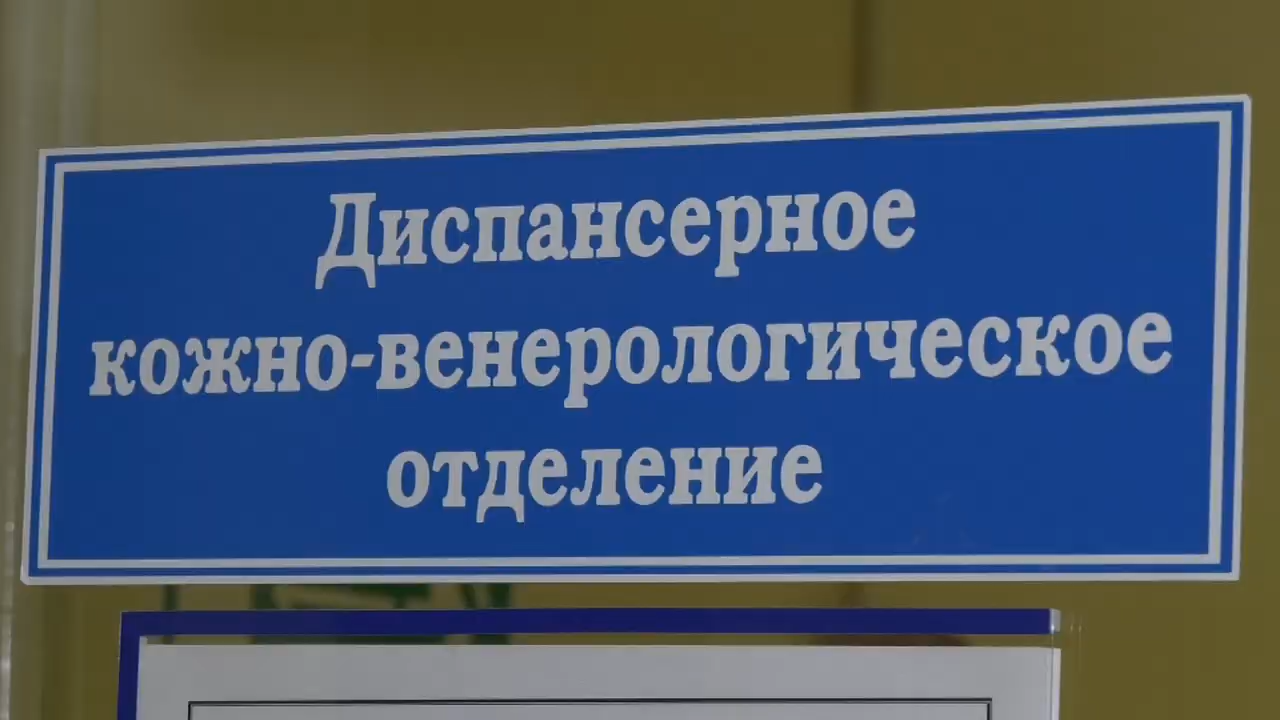 Диспансерное
кожно-венерологическое
отделение